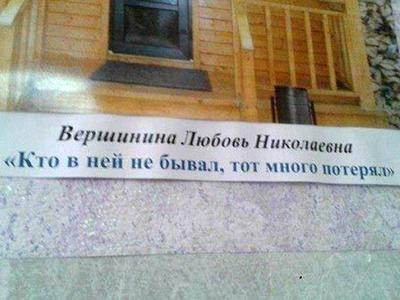 Вершинина Любовь Николаевна
«Кто в ней не бывал, тот много потерял»